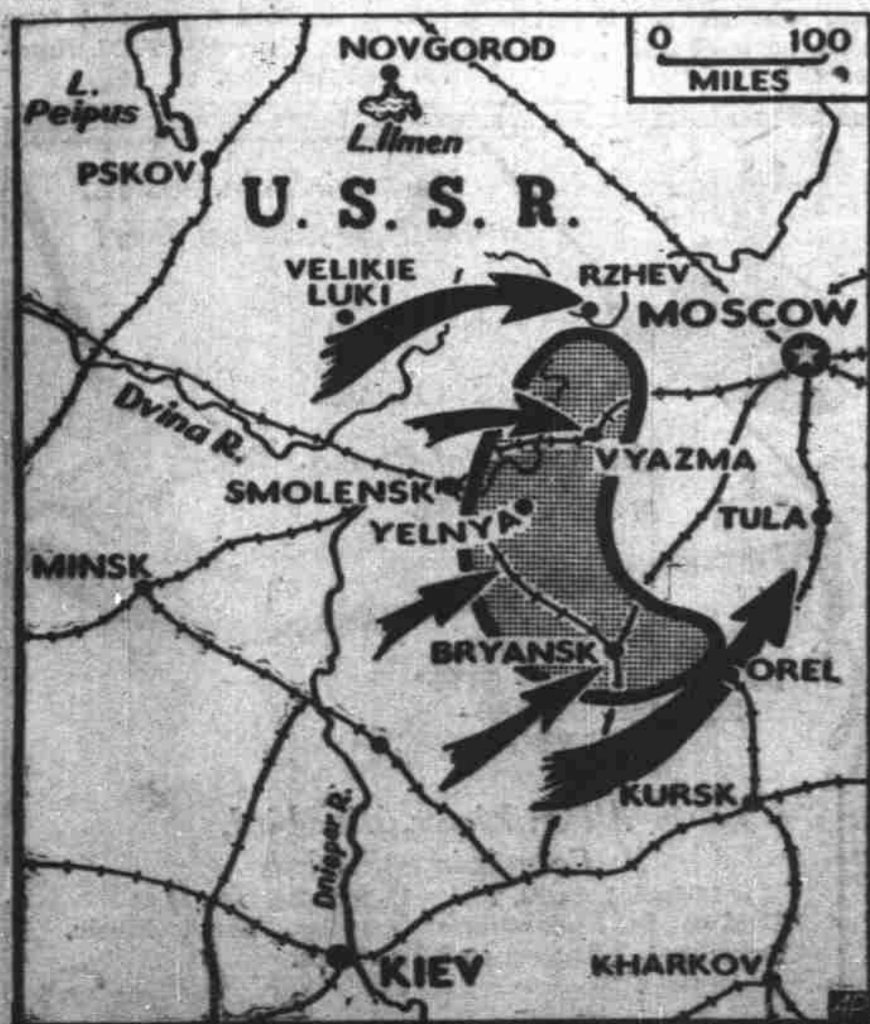 NOVGOROD
0 100
MILES
L.
Peipus
L. Ilmen
PSKOV
U. S. S. R.
VELIKIE
LUKI
RZHEV
MOSCOW
Dvina R.
VYAZMA
SMOLENSK
YELNYA
TULA
MINSK
BRYANSK
OREL
KURSK
Dnieper R.
KIEV
KHARKOV
AP